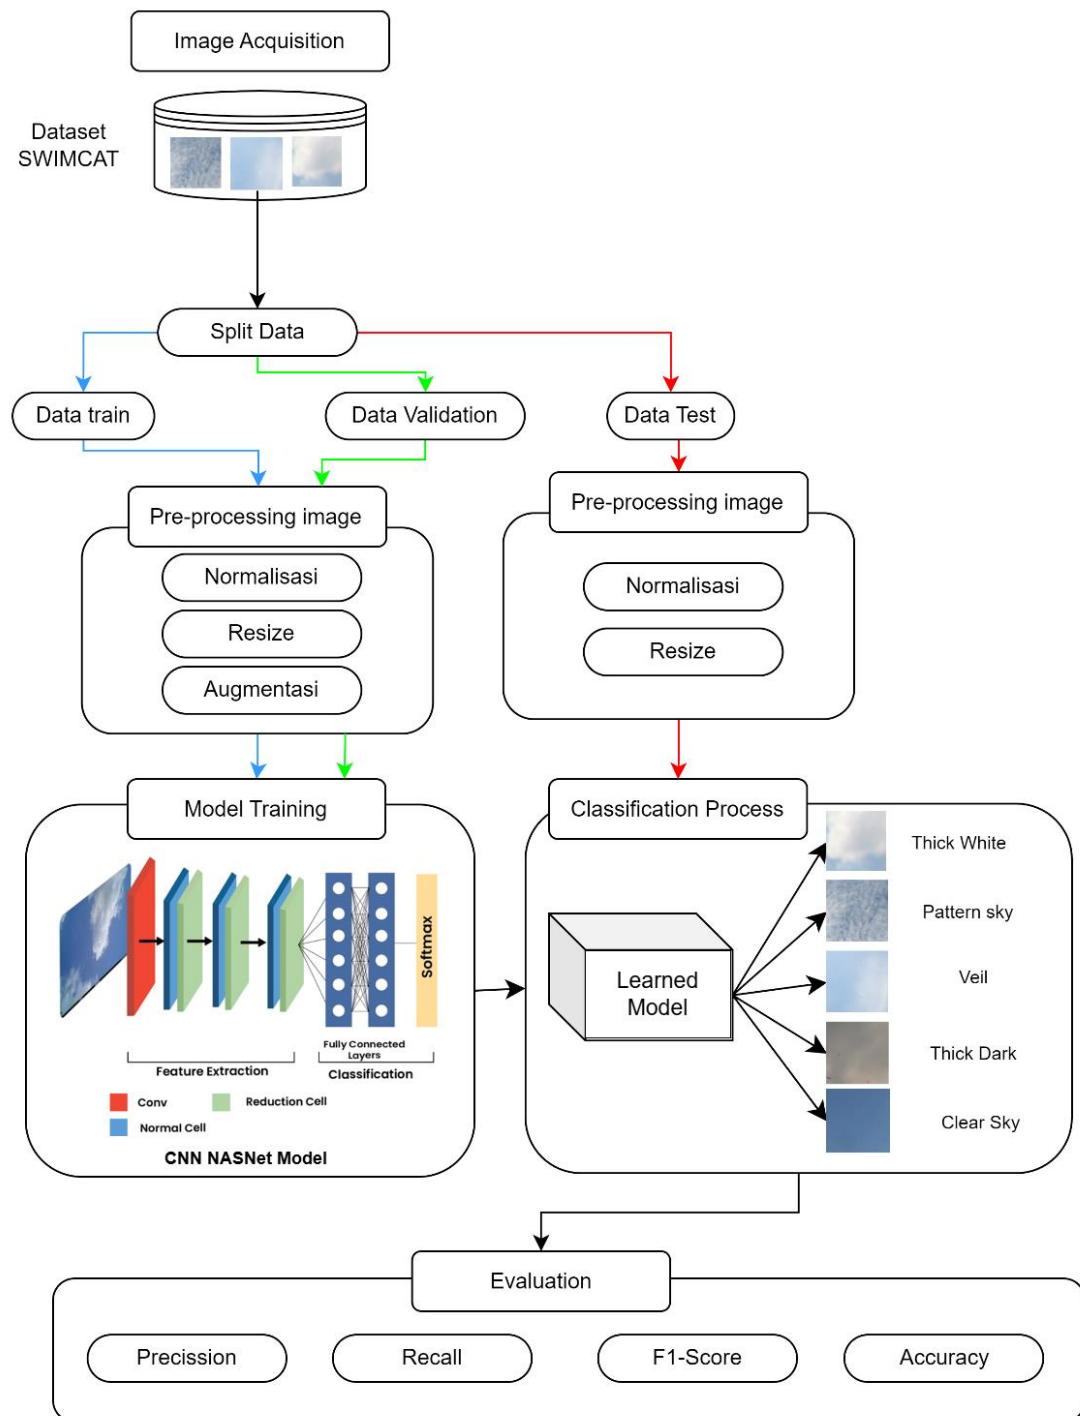 Image Acquisition
Dataset
SWIMCAT
Split Data
Data train
Data Validation
Data Test
Pre-processing image
Normalisasi
Resize
Augmentasi
Pre-processing image
Normalisasi
Resize
Model Training
Softmax
Fully Connected
Layers
Feature Extraction
Classification
Conv
Reduction Cell
Normal Cell
CNN NASNet Model
Classification Process
Learned
Model
Thick White
Pattern sky
Veil
Thick Dark
Clear Sky
Evaluation
Precission
Recall
F1-Score
Accuracy